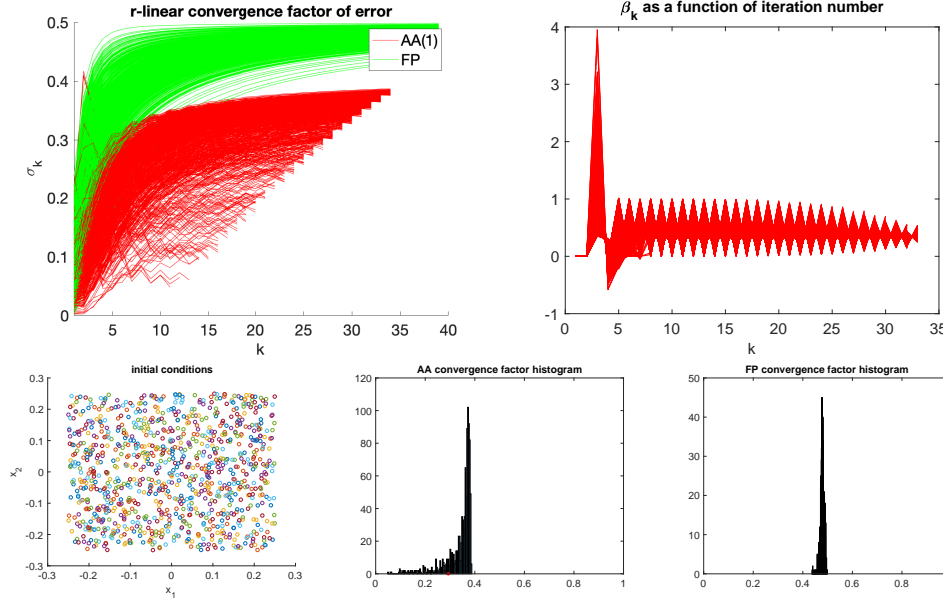 r-linear convergence factor of error
0.5
0.4
0.3
0.2
0.1
0
σk
5 10 15 20 25 30 35 40
k
AA(1)
FP
βk as a function of iteration number
4
3
2
1
0
-1
0 5 10 15 20 25 30 35
k
initial conditions
0.3
0.2
0.1
0
-0.1
-0.2
-0.3
x2
-0.3 -0.2 -0.1 0 0.1 0.2 0.3
x1
AA convergence factor histogram
120
100
80
60
40
20
0
0 0.2 0.4 0.6 0.8 1
FP convergence factor histogram
50
40
30
20
10
0
0 0.2 0.4 0.6 0.8